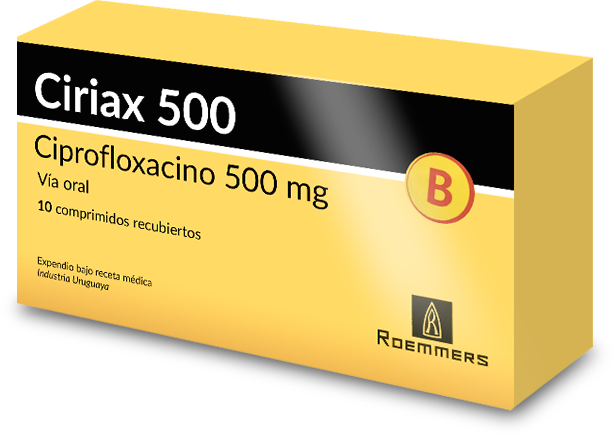 Ciriax 500
Ciprofloxacino 500 mg
Vía oral
10 comprimidos recubiertos
B
Expendio bajo receta médica
Industria Uruguaya
R
ROEMMERS